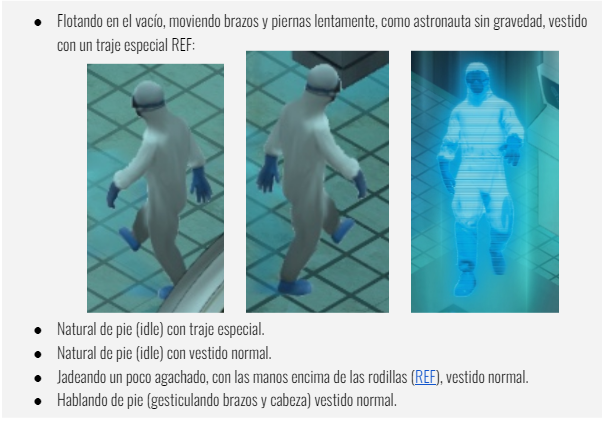 ● Flotando en el vacío, moviendo brazos y piernas lentamente, como astronauta sin gravedad, vestido
con un traje especial REF:
● Natural de pie (idle) con traje especial.
● Natural de pie (idle) con vestido normal.
● Jadeando un poco agachado, con las manos encima de las rodillas (REF), vestido normal.
● Hablando de pie (gesticulando brazos y cabeza) vestido normal.